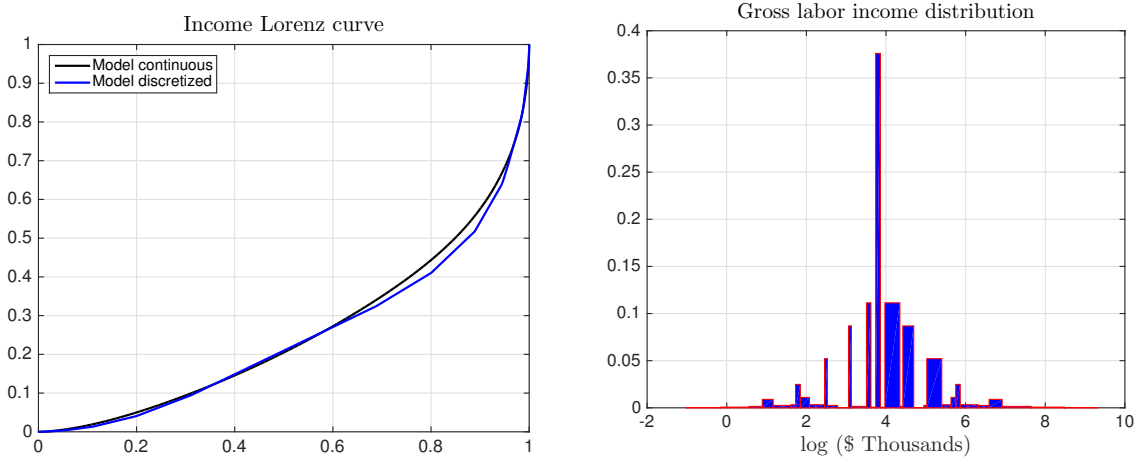 Income Lorenz curve
Model continuous
Model discretized
1
0.9
0.8
0.7
0.6
0.5
0.4
0.3
0.2
0.1
0
0 0.2 0.4 0.6 0.8 1
Gross labor income distribution
0.4
0.35
0.3
0.25
0.2
0.15
0.1
0.05
0
-2 0 2 4 6 8 10
log ($ Thousands)